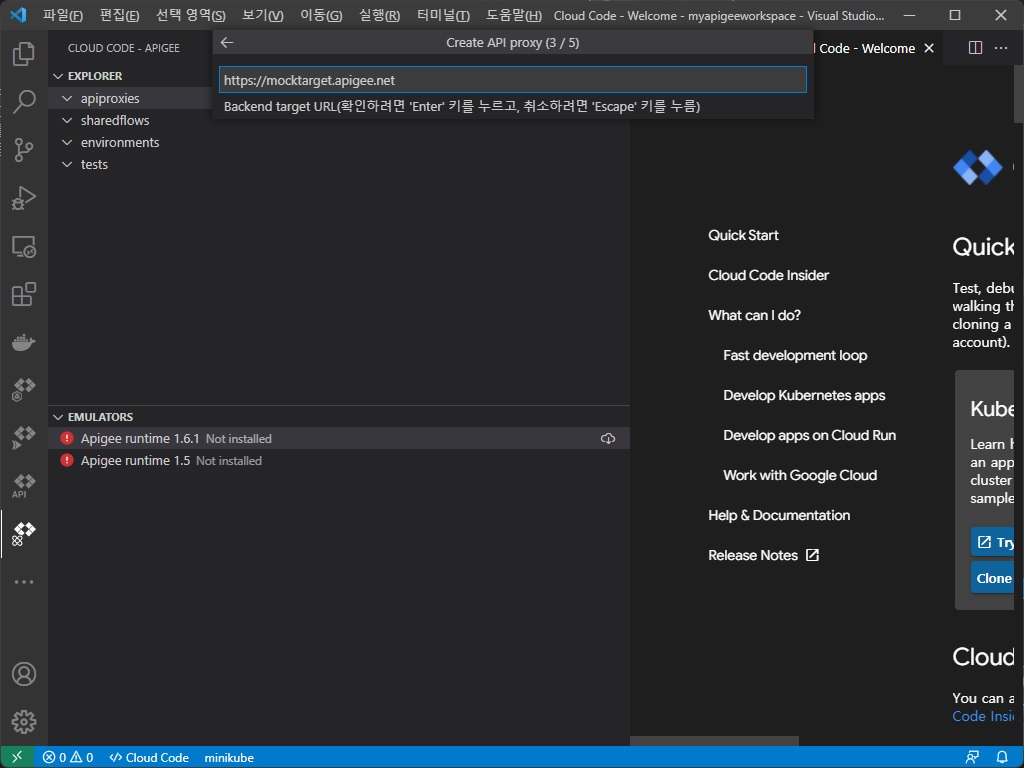 파일(F) 편집(E) 선택 영역(S) 보기(V) 이동(G) 실행(R) 터미널(T) 도움말(H) Cloud Code - Welcome - myapigeeworkspace - Visual Studio...
CLOUD CODE - APIGEE
Create API proxy (3 / 5)
Code - Welcome
https://mocktarget.apigee.net
Backend target URL(확인하려면 'Enter' 키를 누르고, 취소하려면 'Escape' 키를 누름)
EXPLORER
apiproxies
sharedflows
environments
tests
EMULATORS
Apigee runtime 1.6.1 Not installed
Apigee runtime 1.5 Not installed
API
Quick Start
Cloud Code Insider
What can I do?
Fast development loop
Develop Kubernetes apps
Develop apps on Cloud Run
Work with Google Cloud
Help & Documentation
Release Notes
Quick
Test, debu
walking th
cloning a
account).
Kube
Learn h
an app
cluster
sample
Try
Clone
Cloud
You can a
Code Insi
0 0 Cloud Code minikube